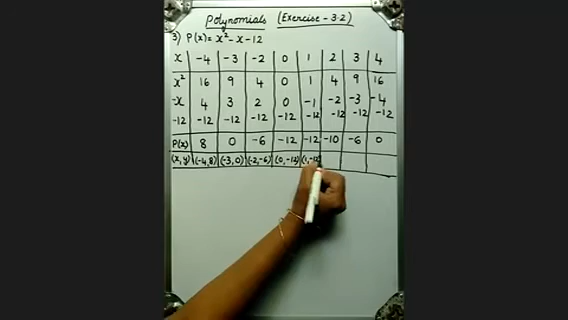 Polynomials (Exercise - 3.2)
3) P(x) = x² - x - 12
x -4 -3 -2 0 1 2 3 4
x² 16 9 4 0 1 4 9 16
-x 4 3 2 0 -1 -2 -3 -4
-12 -12 -12 -12 -12 -12 -12 -12 -12
P(x) 8 0 -6 -12 -12 -10 -6 0
(x, y) (-4, 8) (-3, 0) (-2, -6) (0, -12) (1, -12)